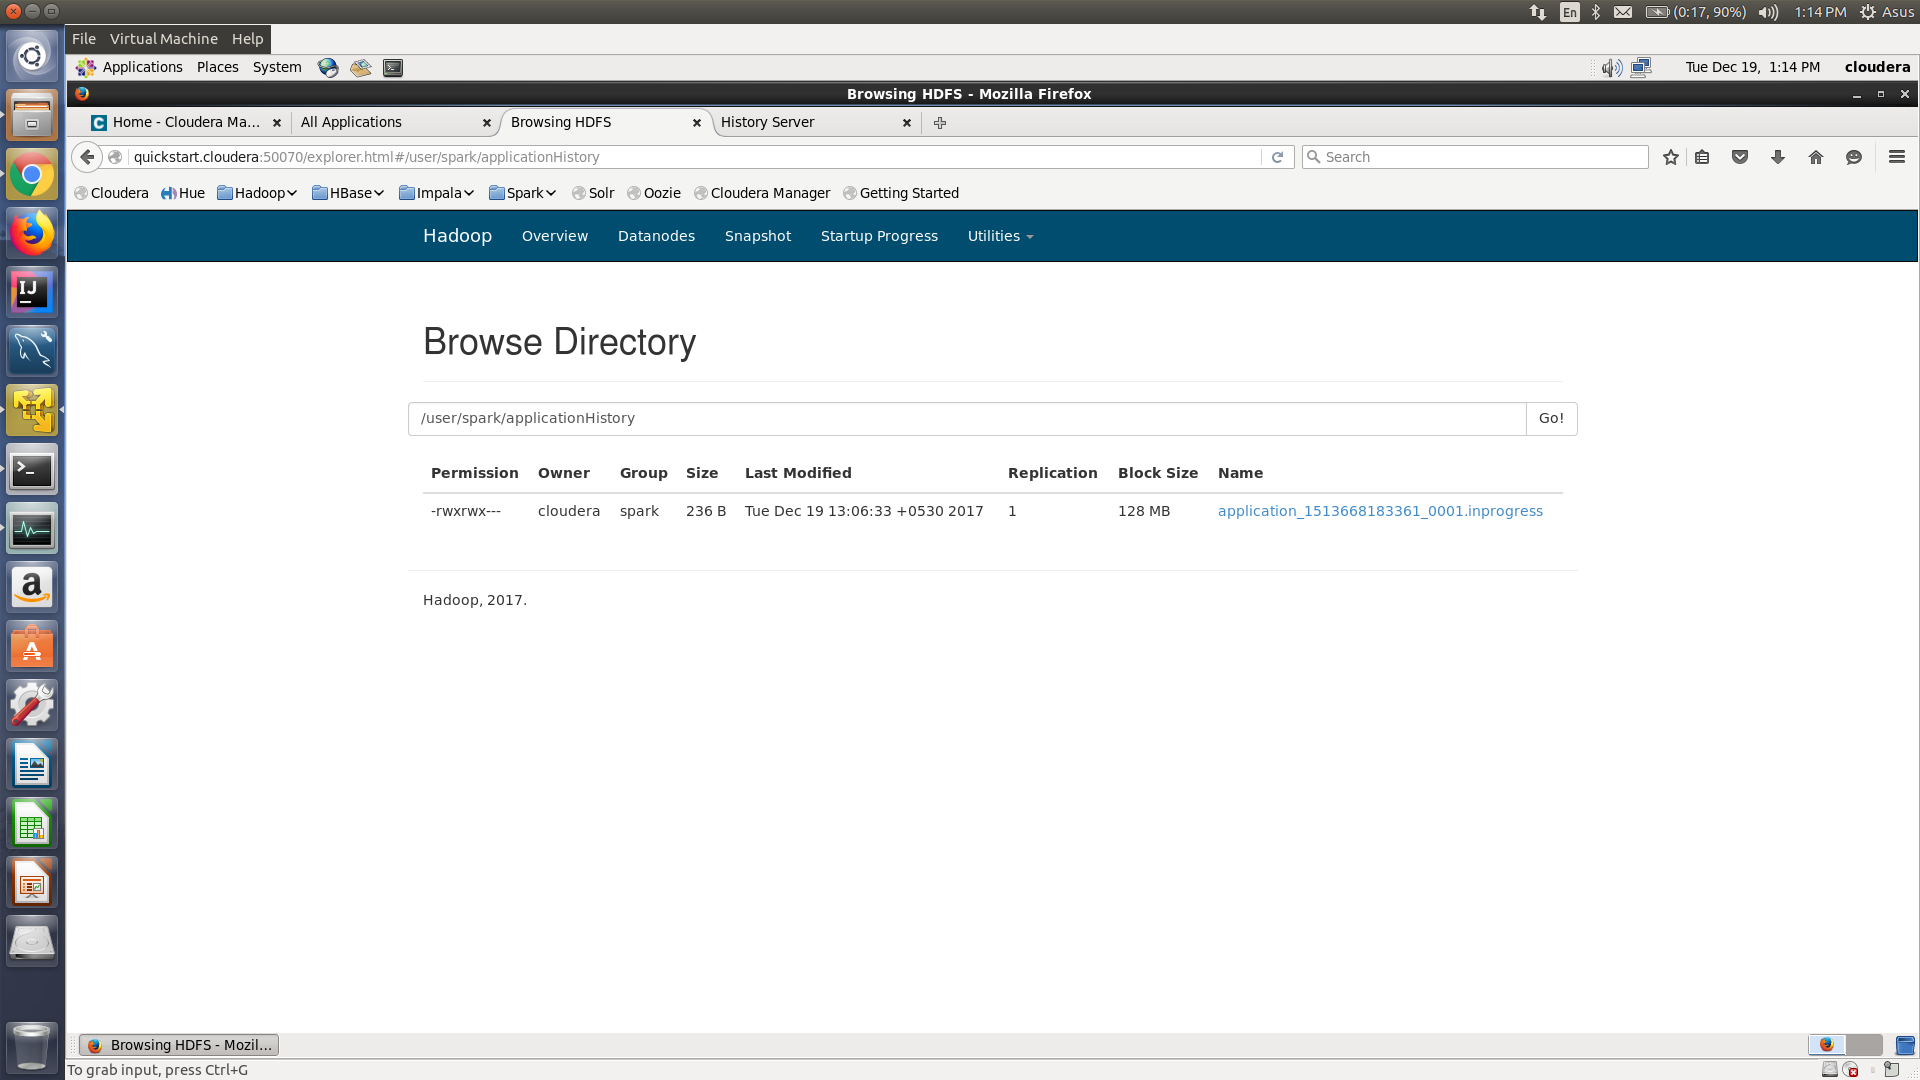 En (0:17, 90%) 1:14 PM Asus
File Virtual Machine Help
Applications Places System Tue Dec 19, 1:14 PM cloudera
Browsing HDFS - Mozilla Firefox
C Home - Cloudera Ma... All Applications Browsing HDFS History Server
quickstart.cloudera:50070/explorer.html#/user/spark/applicationHistory Search
Cloudera Hue Hadoop HBase Impala Spark Solr Oozie Cloudera Manager Getting Started
Hadoop Overview Datanodes Snapshot Startup Progress Utilities
IJ
Browse Directory
/user/spark/applicationHistory Go!
Permission Owner Group Size Last Modified Replication Block Size Name
-rwxrwx--- cloudera spark 236 B Tue Dec 19 13:06:33 +0530 2017 1 128 MB application_1513668183361_0001.inprogress
Hadoop, 2017.
a
A
Browsing HDFS - Mozil...
To grab input, press Ctrl+G